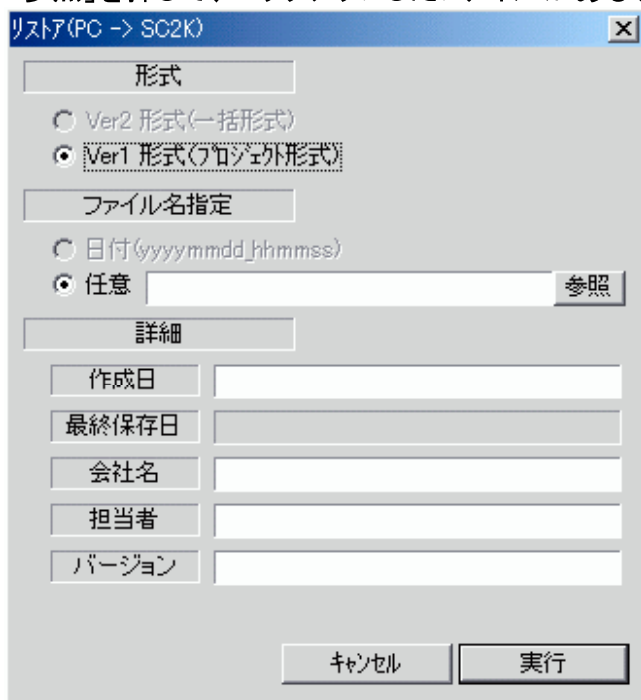 リストア(PC -> SC2K)
形式
Ver2 形式(一括形式)
Ver1 形式(プロジェクト形式)
ファイル名指定
日付(yyyymmdd_hhmmss)
任意 参照
詳細
作成日
最終保存日
会社名
担当者
バージョン
キャンセル 実行